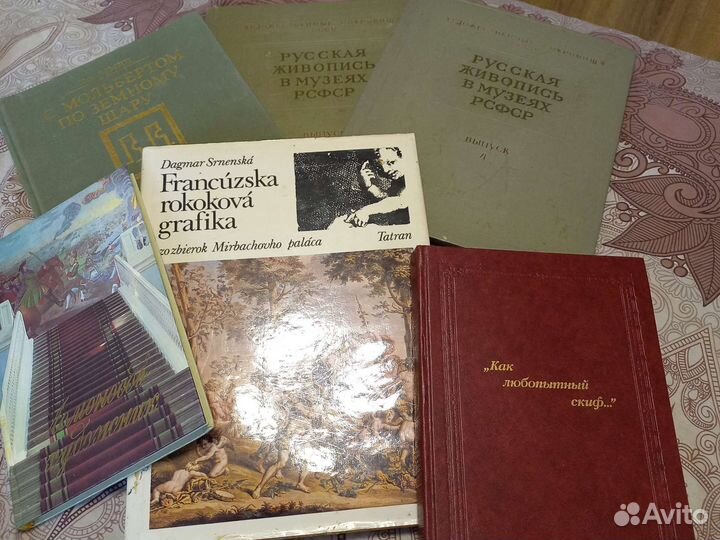 С МОЛЬБЕРТОМ
ПО ЗЕМНОМУ
ШАРУ
РУССКАЯ
ЖИВОПИСЬ
В МУЗЕЯХ
РСФСР
ВЫПУСК
РУССКАЯ
ЖИВОПИСЬ
В МУЗЕЯХ
РСФСР
ВЫПУСК
Dagmar Srnenská
Francúzska
rokoková
grafika
zo zbierok Mirbachovho paláca
Tatran
„Как
любопытный
скиф..."
Avito